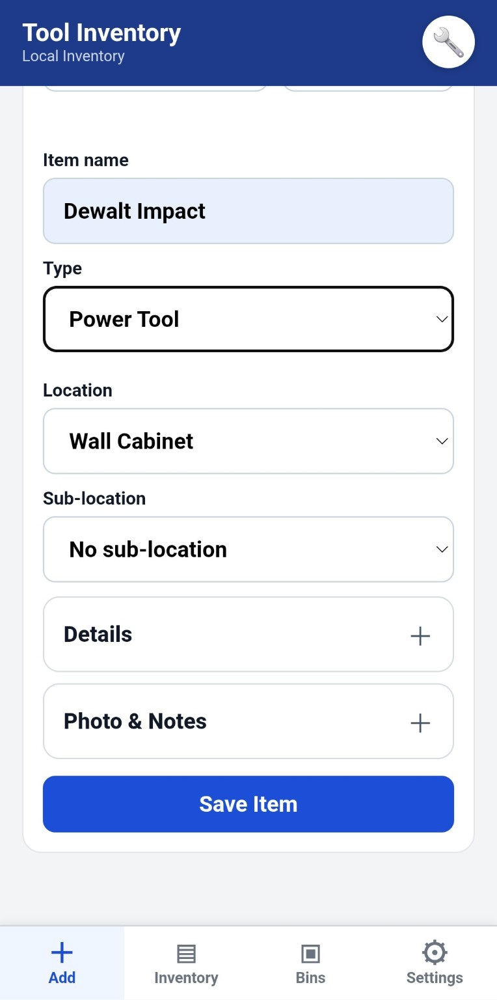 Tool Inventory
Local Inventory
Item name
Dewalt Impact
Type
Power Tool
Location
Wall Cabinet
Sub-location
No sub-location
Details
Photo & Notes
Save Item
Add
Inventory
Bins
Settings